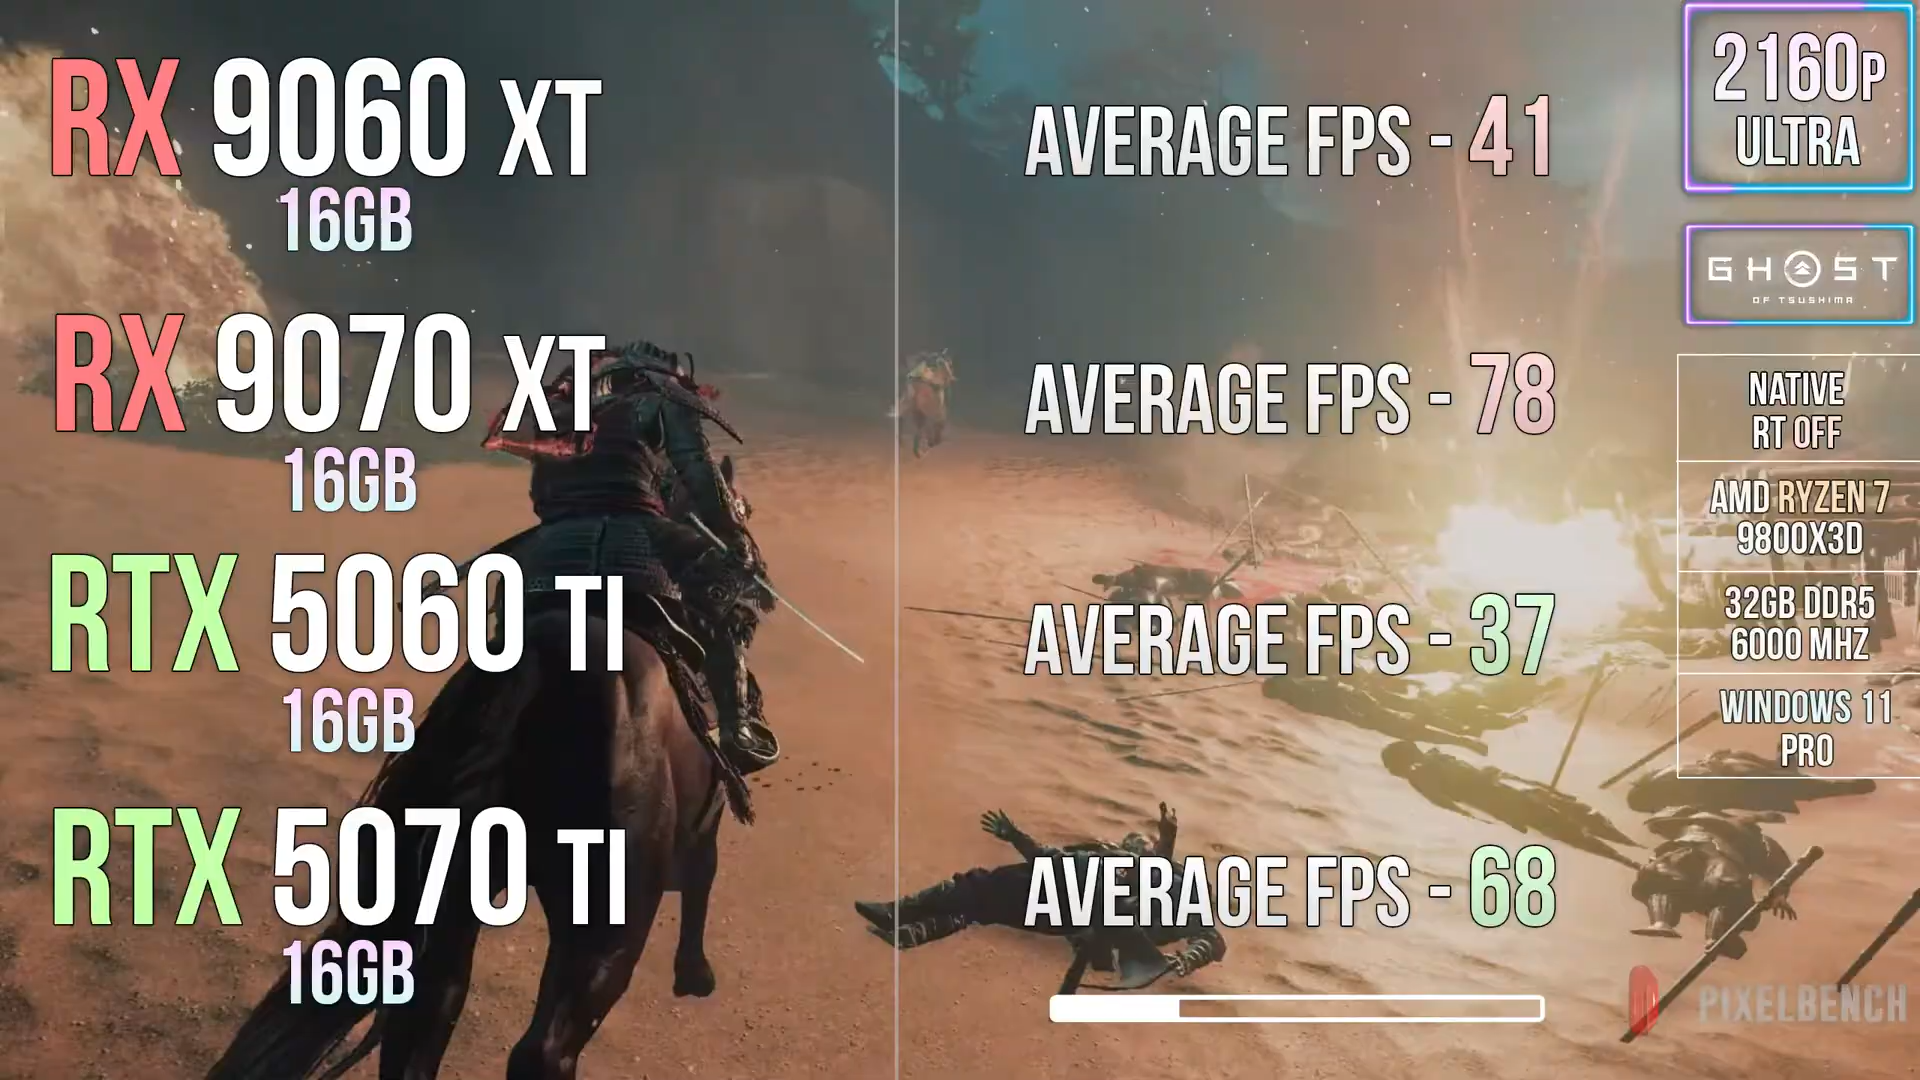 RX 9060 XT
16GB
AVERAGE FPS - 41
RX 9070 XT
16GB
AVERAGE FPS - 78
RTX 5060 TI
16GB
AVERAGE FPS - 37
RTX 5070 TI
16GB
AVERAGE FPS - 68
2160P
ULTRA
GHOST
OF TSUSHIMA
NATIVE
RT OFF
AMD RYZEN 7
9800X3D
32GB DDR5
6000 MHZ
WINDOWS 11
PRO
PIXELBENCH